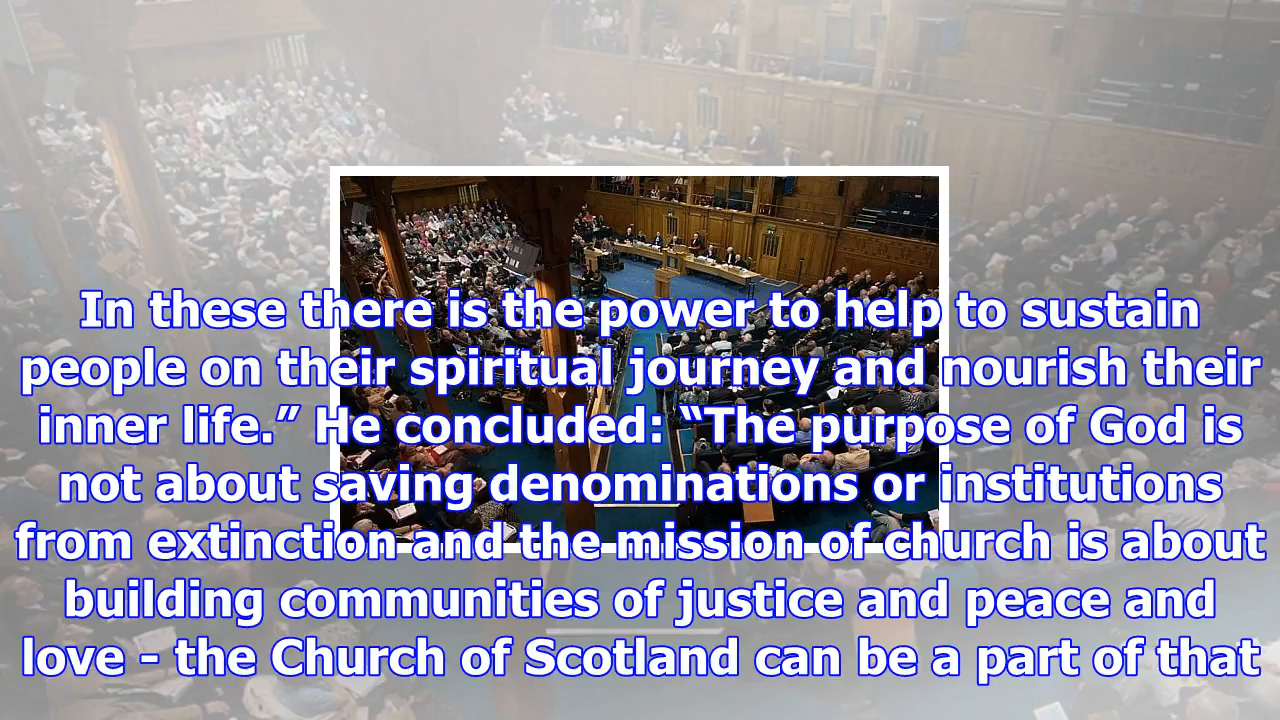 In these there is the power to help to sustain
people on their spiritual journey and nourish their
inner life.” He concluded: “The purpose of God is
not about saving denominations or institutions
from extinction and the mission of church is about
building communities of justice and peace and
love - the Church of Scotland can be a part of that